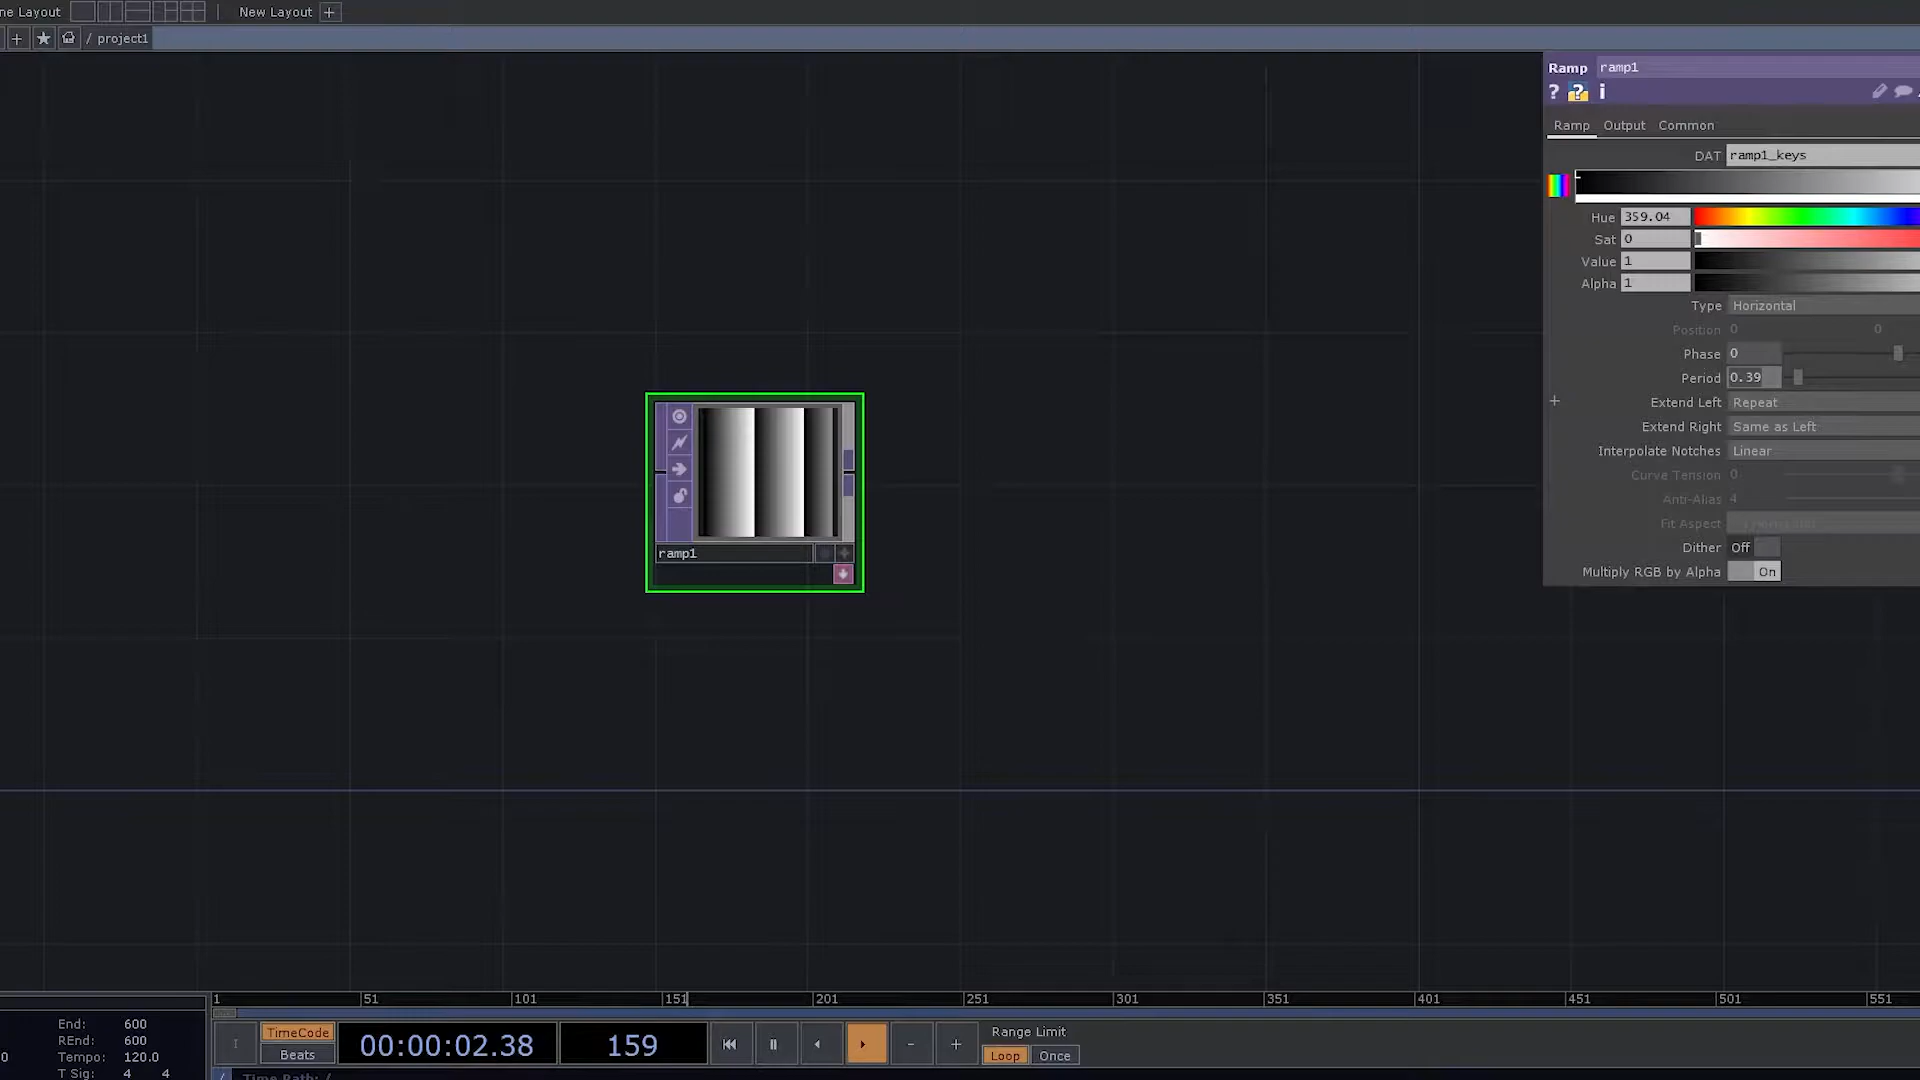 ne Layout
New Layout +
+ / project1
Ramp ramp1
? ? i
Ramp Output Common
DAT ramp1_keys
Hue 359.04
Sat 0
Value 1
Alpha 1
Type Horizontal
Position 0 0
Phase 0
Period 0.39
+ Extend Left Repeat
Extend Right Same as Left
Interpolate Notches Linear
Curve Tension 0
Anti-Alias 4
Fit Aspect
Dither Off
Multiply RGB by Alpha On
ramp1
1 51 101 151 201 251 301 351 401 451 501 551
End: 600
REnd: 600
0 Tempo: 120.0
T Sig: 4 4
I TimeCode
Beats
00:00:02.38 159
- +
Range Limit
Loop Once
/ Time Path: /